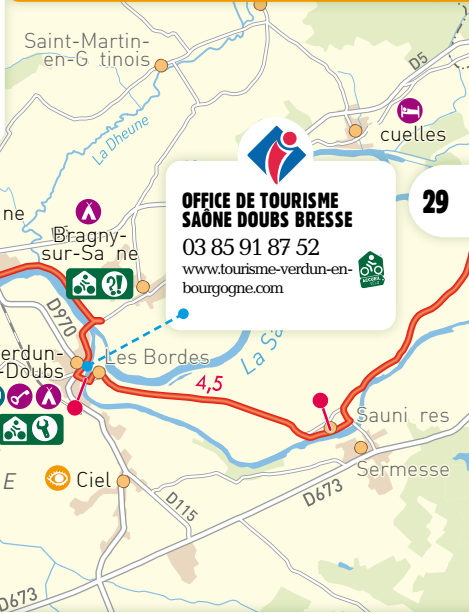 Saint-Martin-
en-G tinois
D5
La Dheune
cuelles
OFFICE DE TOURISME
SAÔNE DOUBS BRESSE
03 85 91 87 52
www.tourisme-verdun-en-
bourgogne.com
ACCUEIL
29
ne
Bragny-
sur-Sa ne
D970
La Sa
erdun-
-Doubs
Les Bordes
4,5
Sauni res
Sermesse
E
Ciel
D115
D673
D673